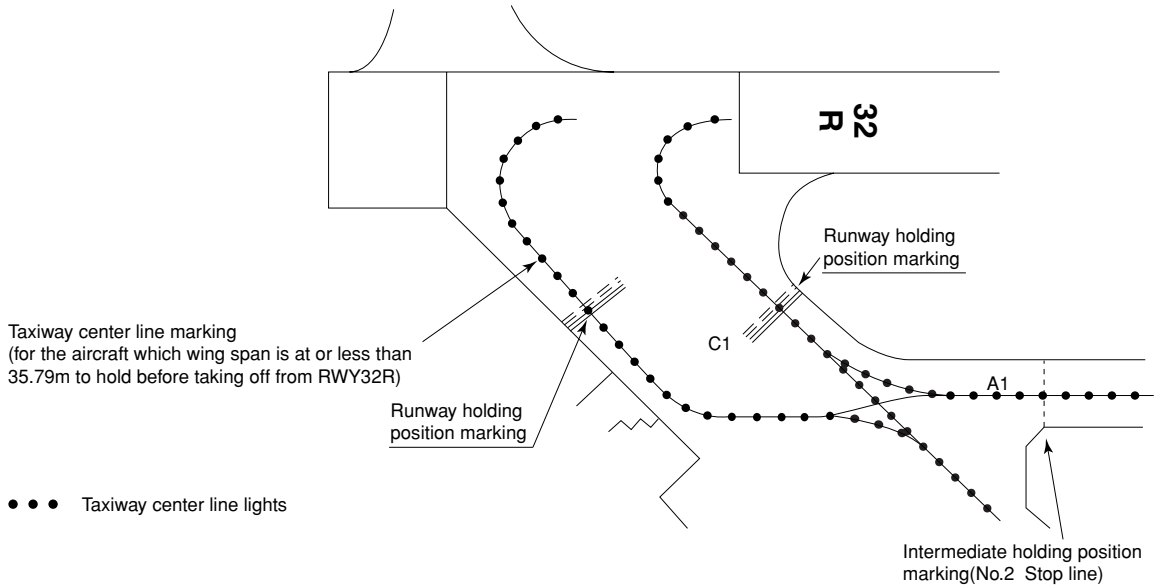 32
R
Runway holding
position marking
C1
A1
Taxiway center line marking
(for the aircraft which wing span is at or less than
35.79m to hold before taking off from RWY32R)
Runway holding
position marking
Taxiway center line lights
Intermediate holding position
marking(No.2 Stop line)